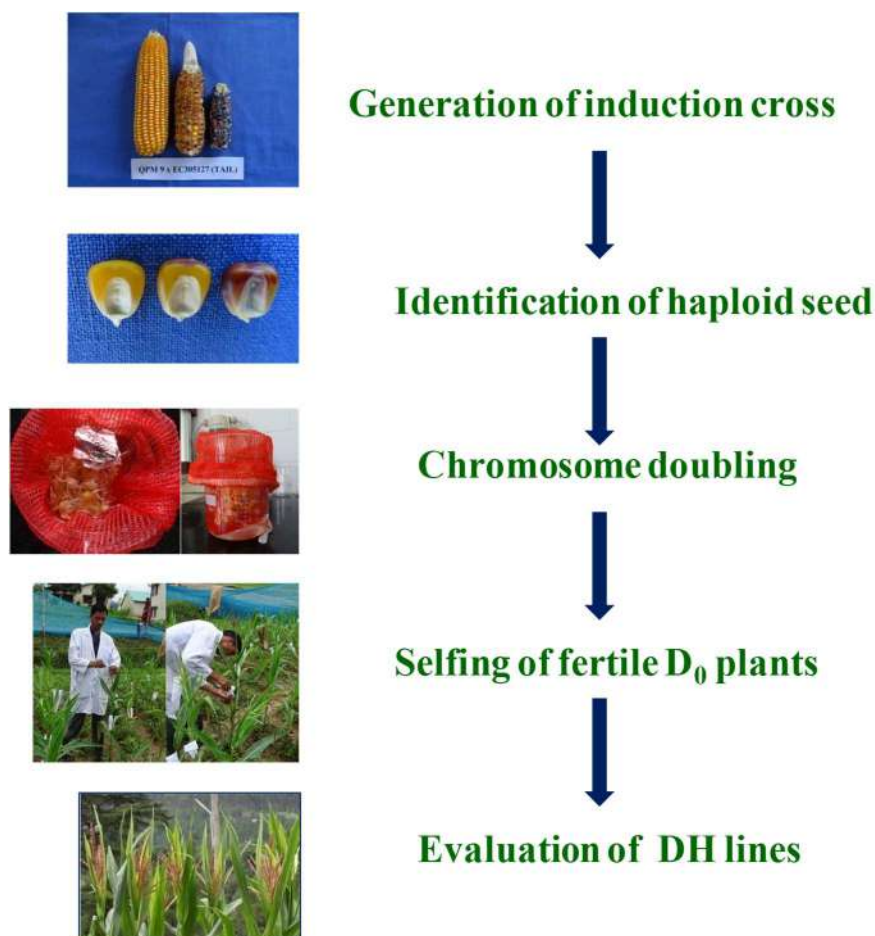 Generation of induction cross
QPM 9A EC305127 (TAIL)
Identification of haploid seed
Chromosome doubling
Selfing of fertile D₀ plants
Evaluation of DH lines